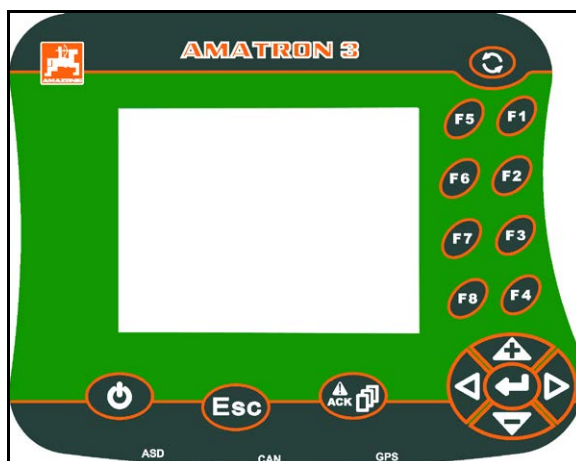 AMATRON 3
AMAZONE
F5 F1
F6 F2
F7 F3
F8 F4
Esc
ACK
ASD CAN GPS